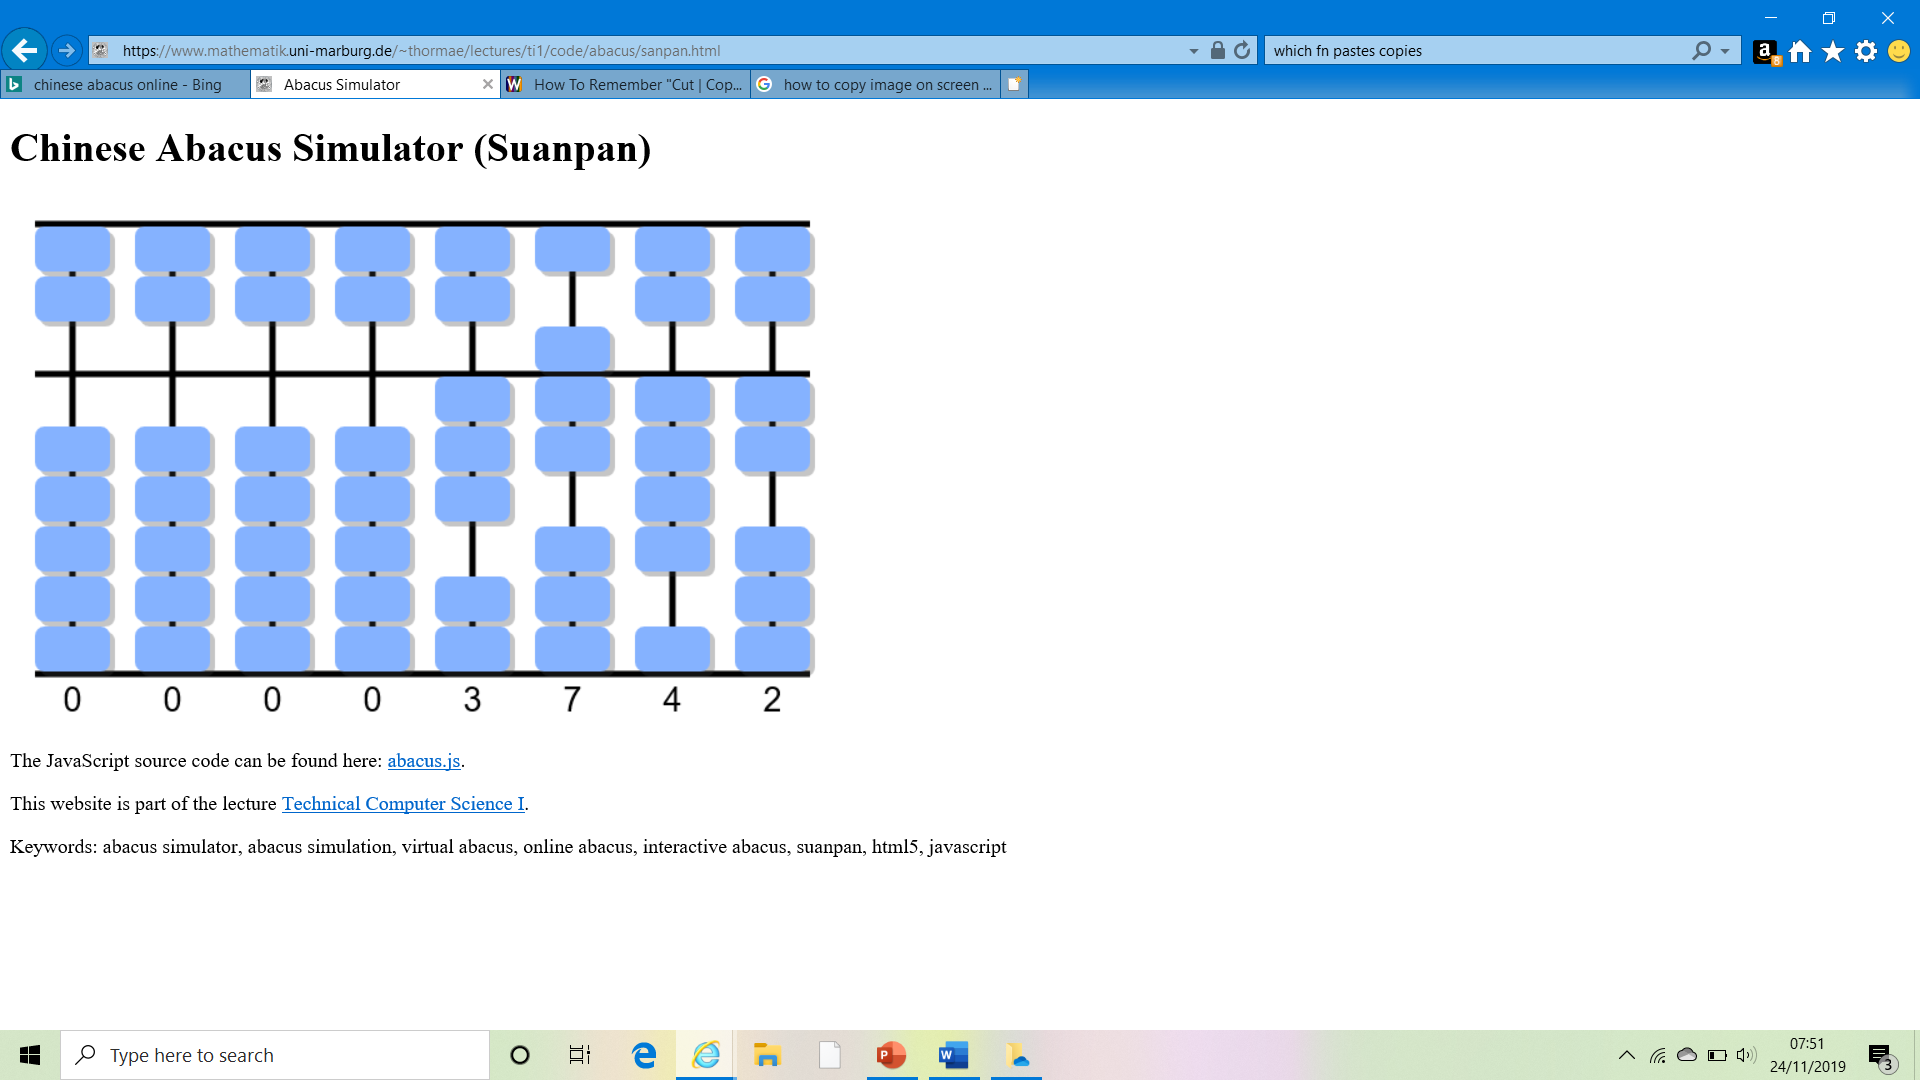 https://www.mathematik.uni-marburg.de/~thormae/lectures/ti1/code/abacus/sanpan.html
which fn pastes copies
a
8
chinese abacus online - Bing
Abacus Simulator
W
How To Remember "Cut | Cop...
G
how to copy image on screen ...
Chinese Abacus Simulator (Suanpan)
0 0 0 0 3 7 4 2
The JavaScript source code can be found here: abacus.js.
This website is part of the lecture Technical Computer Science I.
Keywords: abacus simulator, abacus simulation, virtual abacus, online abacus, interactive abacus, suanpan, html5, javascript
Type here to search
P
W
07:51
24/11/2019
3